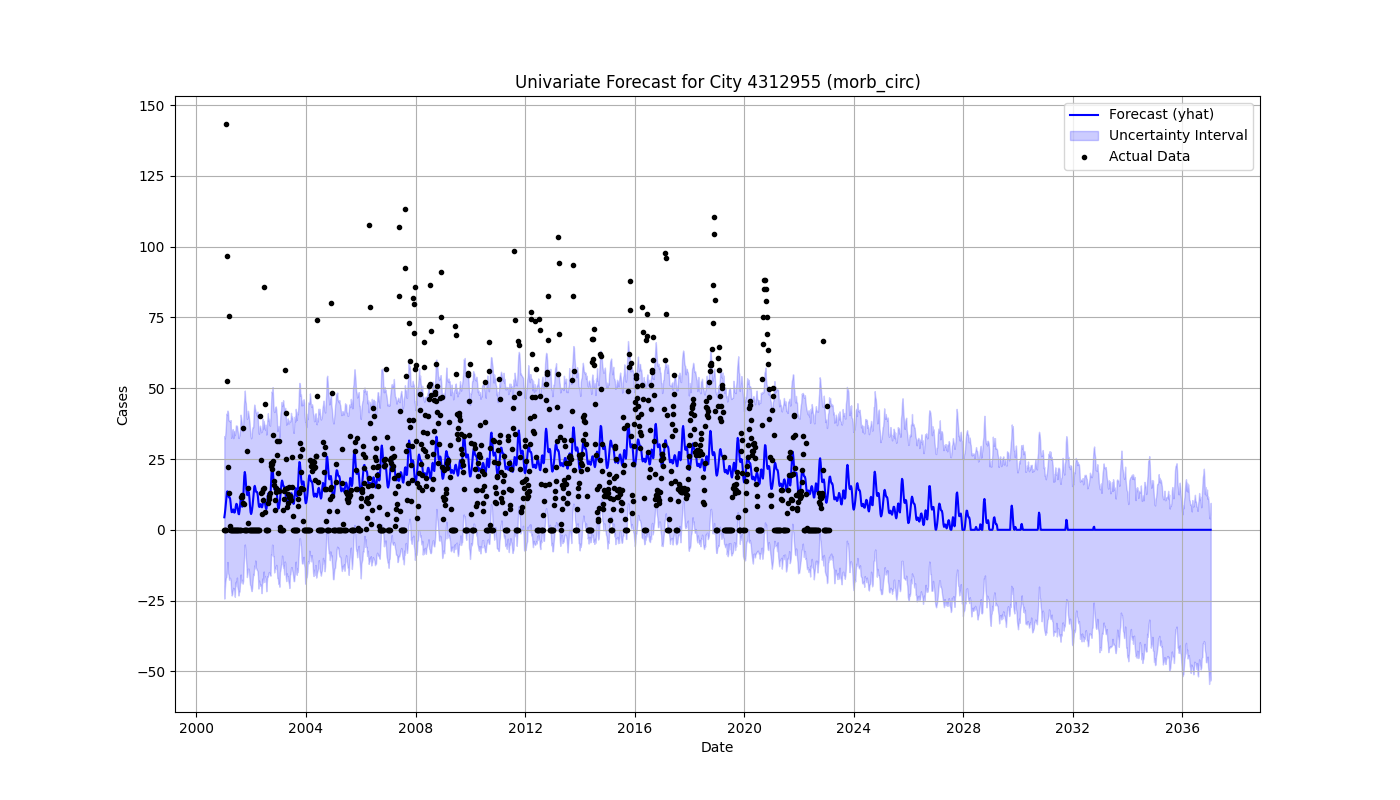 Univariate Forecast for City 4312955 (morb_circ)
Forecast (yhat)
Uncertainty Interval
Actual Data
150
125
100
75
50
25
0
−25
−50
Cases
2000 2004 2008 2012 2016 2020 2024 2028 2032 2036
Date